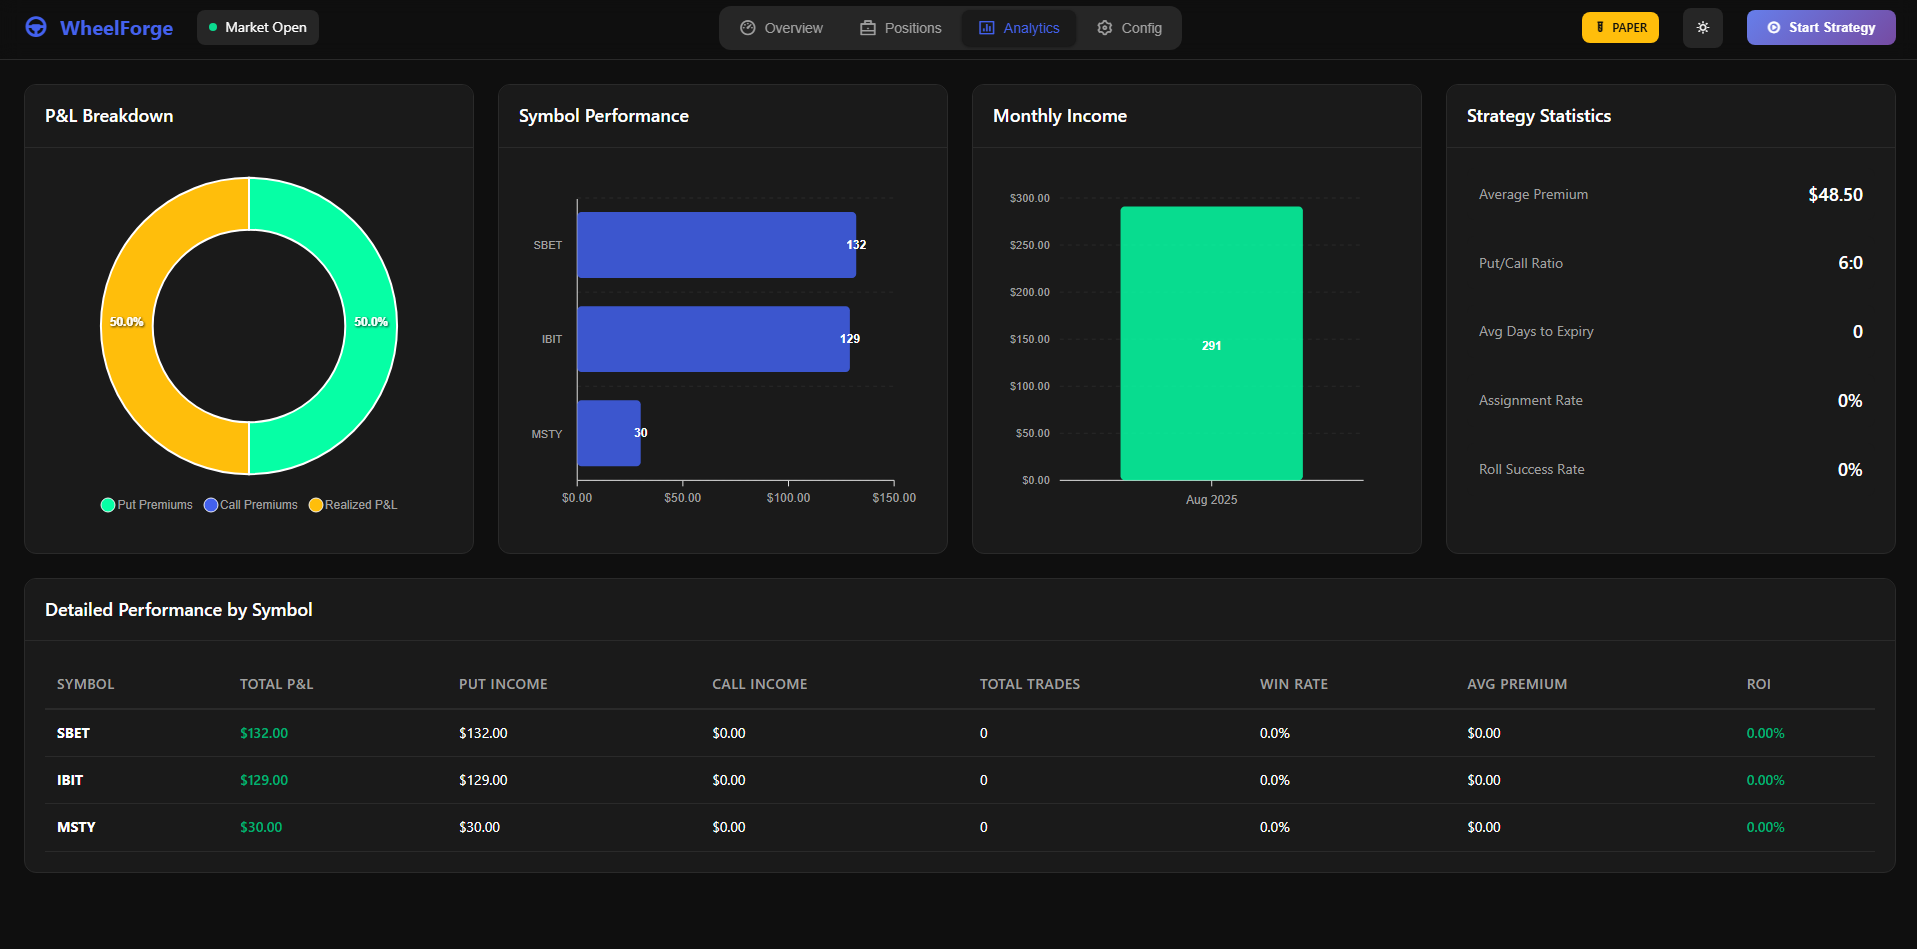 WheelForge
Market Open
Overview
Positions
Analytics
Config
PAPER
Start Strategy
P&L Breakdown
50.0%
50.0%
Put Premiums
Call Premiums
Realized P&L
Symbol Performance
SBET
132
IBIT
129
MSTY
30
$0.00
$50.00
$100.00
$150.00
Monthly Income
$300.00
$250.00
$200.00
$150.00
$100.00
$50.00
$0.00
291
Aug 2025
Strategy Statistics
Average Premium $48.50
Put/Call Ratio 6:0
Avg Days to Expiry 0
Assignment Rate 0%
Roll Success Rate 0%
Detailed Performance by Symbol
SYMBOL TOTAL P&L PUT INCOME CALL INCOME TOTAL TRADES WIN RATE AVG PREMIUM ROI
SBET $132.00 $132.00 $0.00 0 0.0% $0.00 0.00%
IBIT $129.00 $129.00 $0.00 0 0.0% $0.00 0.00%
MSTY $30.00 $30.00 $0.00 0 0.0% $0.00 0.00%